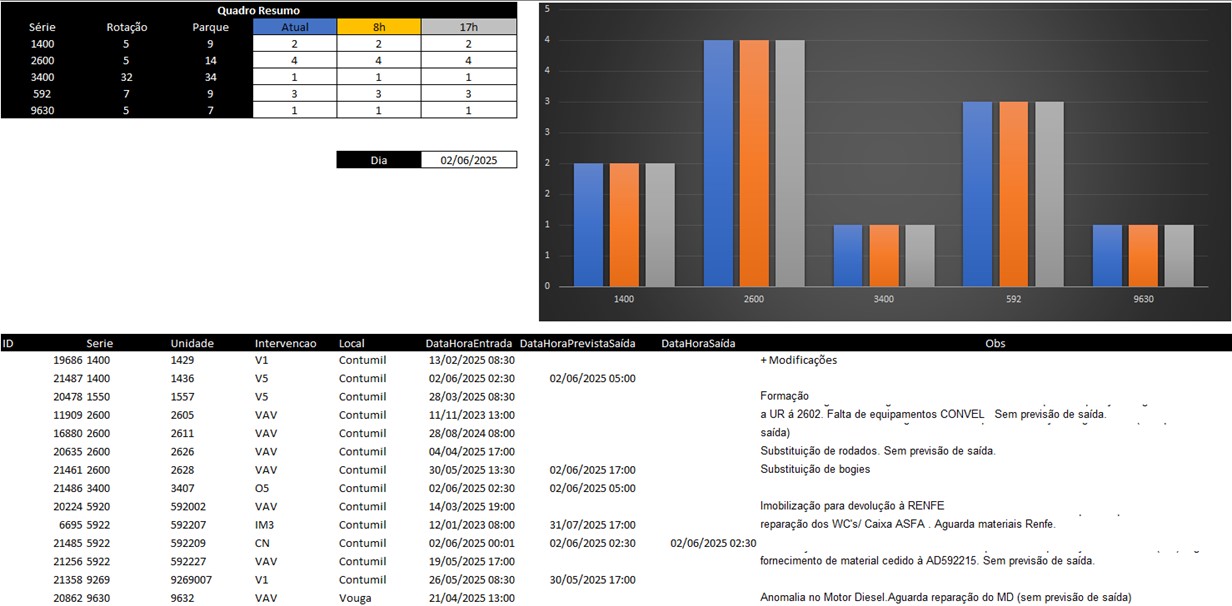 Quadro Resumo
Série Rotação Parque Atual 8h 17h
1400 5 9 2 2 2
2600 5 14 4 4 4
3400 32 34 1 1 1
592 7 9 3 3 3
9630 5 7 1 1 1
Dia 02/06/2025
5
4
4
3
3
2
2
1
1
0
1400 2600 3400 592 9630
ID Serie Unidade Intervencao Local DataHoraEntrada DataHoraPrevistaSaída DataHoraSaída Obs
19686 1400 1429 V1 Contumil 13/02/2025 08:30 + Modificações
21487 1400 1436 V5 Contumil 02/06/2025 02:30 02/06/2025 05:00
20478 1550 1557 V5 Contumil 28/03/2025 08:30 Formação
11909 2600 2605 VAV Contumil 11/11/2023 13:00 a UR á 2602. Falta de equipamentos CONVEL Sem previsão de saída.
16880 2600 2611 VAV Contumil 28/08/2024 08:00 saída)
20635 2600 2626 VAV Contumil 04/04/2025 17:00 Substituição de rodados. Sem previsão de saída.
21461 2600 2628 VAV Contumil 30/05/2025 13:30 02/06/2025 17:00 Substituição de bogies
21486 3400 3407 O5 Contumil 02/06/2025 02:30 02/06/2025 05:00
20224 5920 592002 VAV Contumil 14/03/2025 19:00 Imobilização para devolução à RENFE
6695 5922 592207 IM3 Contumil 12/01/2023 08:00 31/07/2025 17:00 reparação dos WC's/ Caixa ASFA . Aguarda materiais Renfe.
21485 5922 592209 CN Contumil 02/06/2025 00:01 02/06/2025 02:30 02/06/2025 02:30
21256 5922 592227 VAV Contumil 19/05/2025 17:00 fornecimento de material cedido à AD592215. Sem previsão de saída.
21358 9269 9269007 V1 Contumil 26/05/2025 08:30 30/05/2025 17:00
20862 9630 9632 VAV Vouga 21/04/2025 13:00 Anomalia no Motor Diesel.Aguarda reparação do MD (sem previsão de saída)